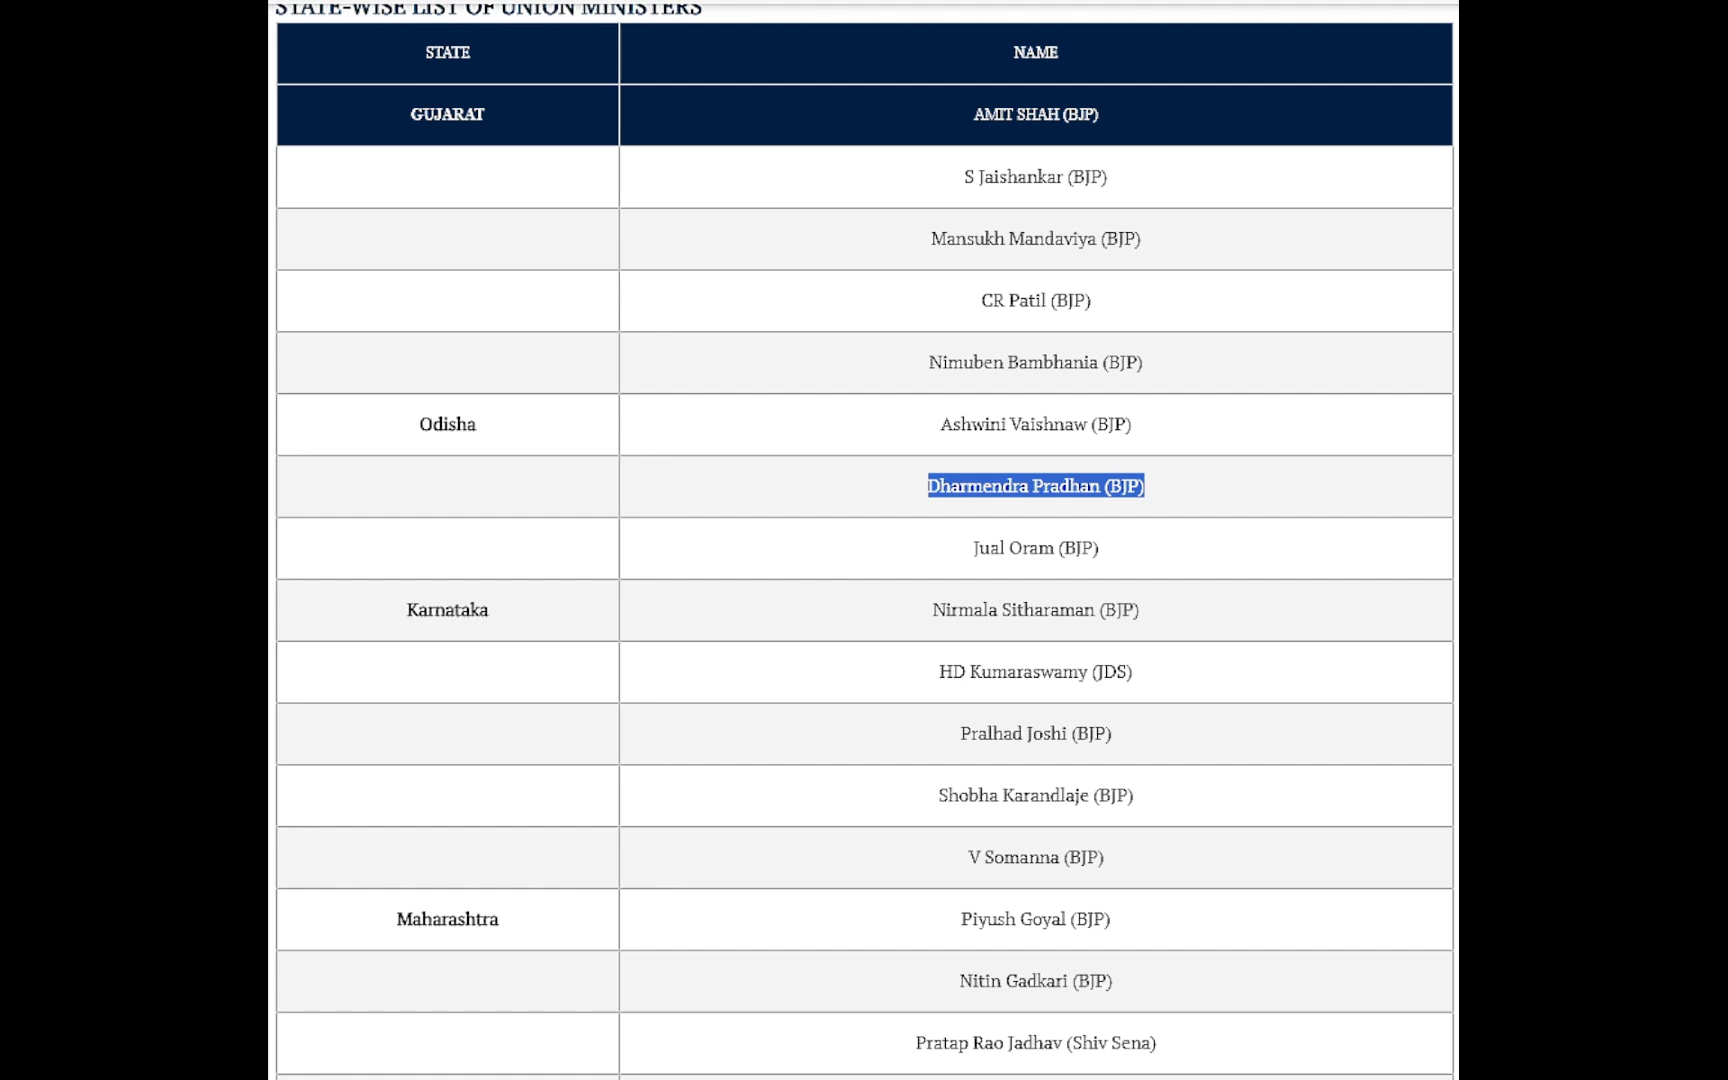 STATE-WISE LIST OF UNION MINISTERS
STATE NAME
GUJARAT AMIT SHAH (BJP)
S Jaishankar (BJP)
Mansukh Mandaviya (BJP)
CR Patil (BJP)
Nimuben Bambhania (BJP)
Odisha Ashwini Vaishnaw (BJP)
Dharmendra Pradhan (BJP)
Jual Oram (BJP)
Karnataka Nirmala Sitharaman (BJP)
HD Kumaraswamy (JDS)
Pralhad Joshi (BJP)
Shobha Karandlaje (BJP)
V Somanna (BJP)
Maharashtra Piyush Goyal (BJP)
Nitin Gadkari (BJP)
Pratap Rao Jadhav (Shiv Sena)